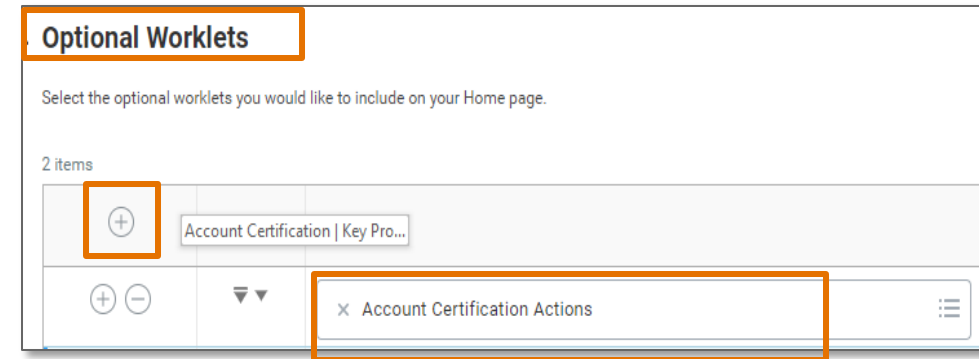 Optional Worklets
Select the optional worklets you would like to include on your Home page.
2 items
Account Certification | Key Pro...
Account Certification Actions